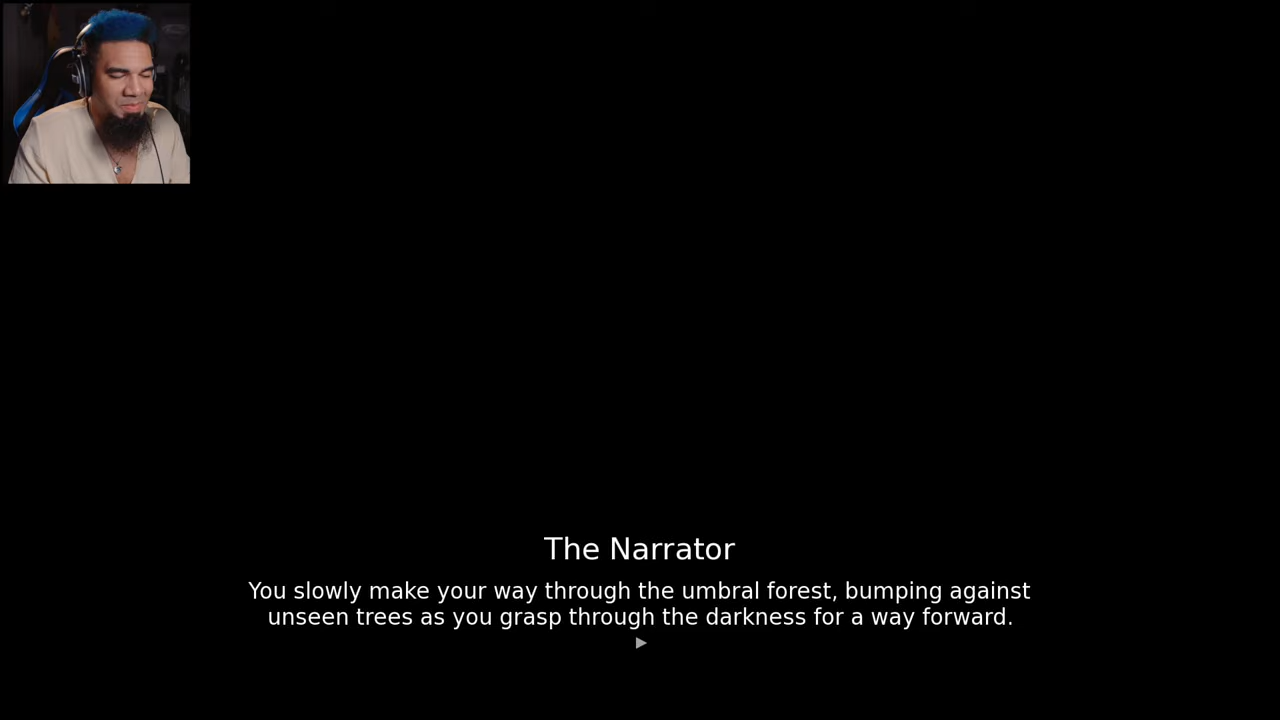 The Narrator
You slowly make your way through the umbral forest, bumping against
unseen trees as you grasp through the darkness for a way forward.